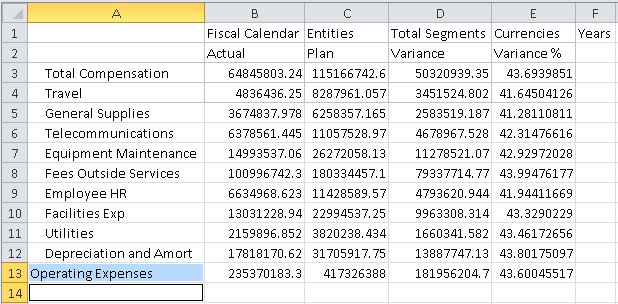 A B C D E F
1 Fiscal Calendar Entities Total Segments Currencies Years
2 Actual Plan Variance Variance %
3 Total Compensation 64845803.24 115166742.6 50320939.35 43.6939851
4 Travel 4836436.25 8287961.057 3451524.802 41.64504126
5 General Supplies 3674837.978 6258357.165 2583519.187 41.28110811
6 Telecommunications 6378561.445 11057528.97 4678967.528 42.31476616
7 Equipment Maintenance 14993537.06 26272058.13 11278521.07 42.92972028
8 Fees Outside Services 100996742.3 180334457.1 79337714.77 43.99476177
9 Employee HR 6634968.623 11428589.57 4793620.944 41.94411669
10 Facilities Exp 13031228.94 22994537.25 9963308.314 43.3290229
11 Utilities 2159896.852 3820238.434 1660341.582 43.46172656
12 Depreciation and Amort 17818170.62 31705917.75 13887747.13 43.80175097
13 Operating Expenses 235370183.3 417326388 181956204.7 43.60045517
14